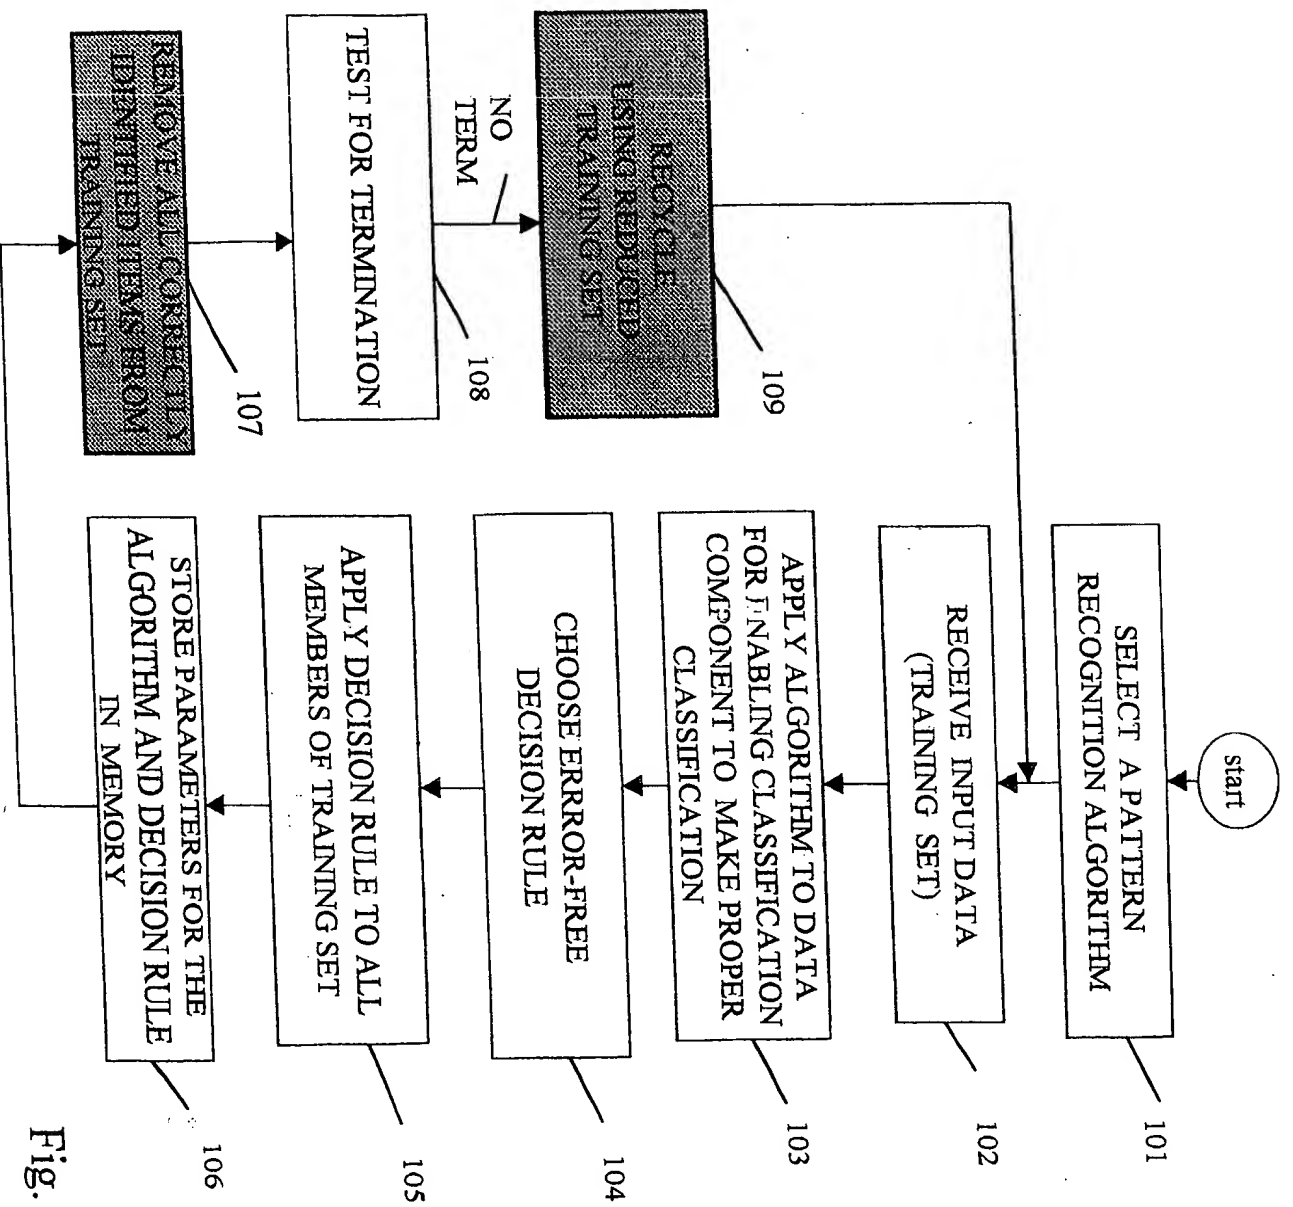 start
SELECT A PATTERN
RECOGNITION ALGORITHM
101
RECEIVE INPUT DATA
(TRAINING SET)
102
APPLY ALGORITHM TO DATA
FOR ENABLING CLASSIFICATION
COMPONENT TO MAKE PROPER
CLASSIFICATION
103
CHOOSE ERROR-FREE
DECISION RULE
104
APPLY DECISION RULE TO ALL
MEMBERS OF TRAINING SET
105
STORE PARAMETERS FOR THE
ALGORITHM AND DECISION RULE
IN MEMORY
106
REMOVE ALL CORRECTLY
IDENTIFIED ITEMS FROM
TRAINING SET
107
TEST FOR TERMINATION
108
NO
TERM
RECYCLE
USING REDUCED
TRAINING SET
109
Fig.